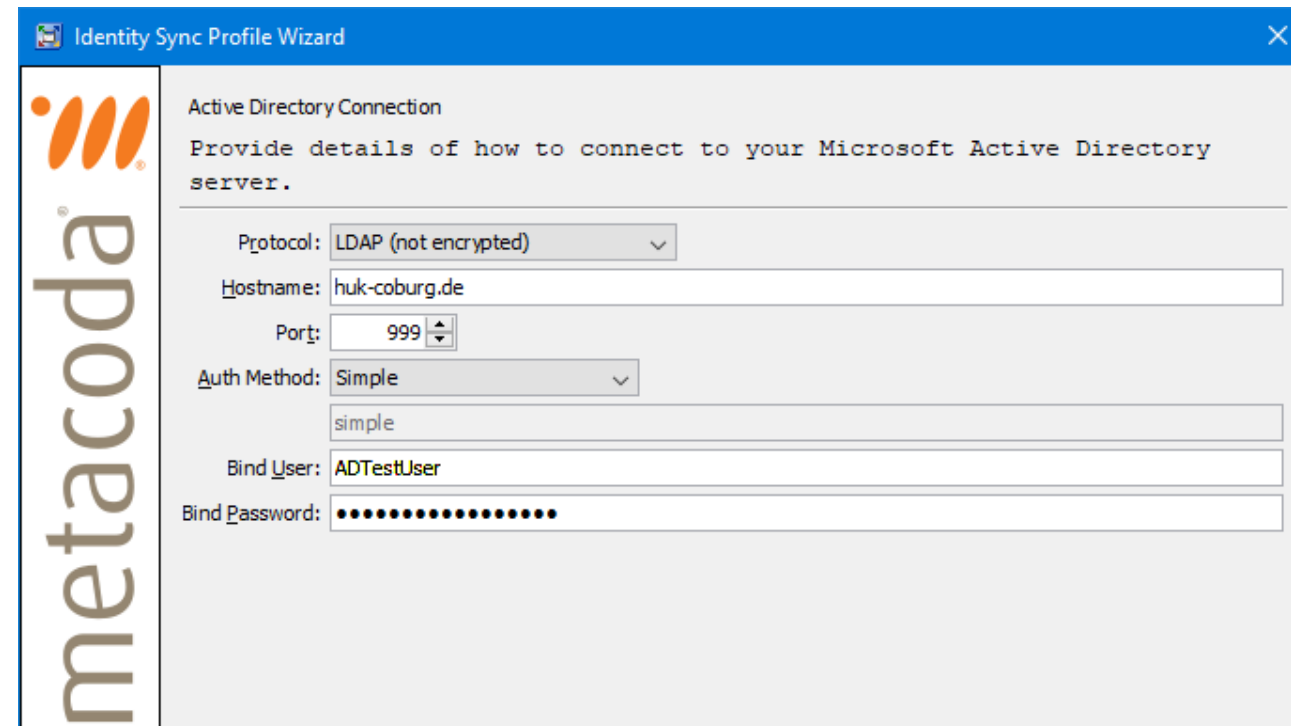 Identity Sync Profile Wizard
metacoda
Active Directory Connection
Provide details of how to connect to your Microsoft Active Directory
server.
Protocol: LDAP (not encrypted)
Hostname: huk-coburg.de
Port: 999
Auth Method: Simple
simple
Bind User: ADTestUser
Bind Password: •••••••••••••••••